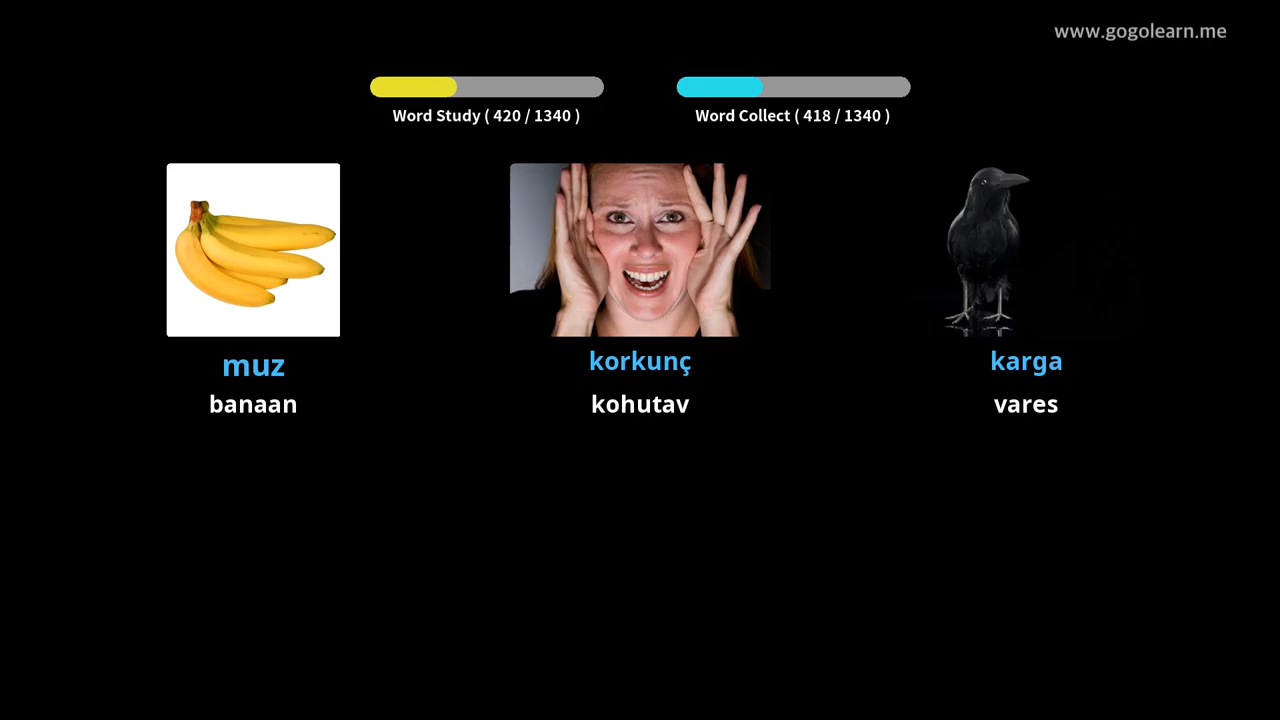 www.gogolearn.me
Word Study ( 420 / 1340 )
Word Collect ( 418 / 1340 )
muz
banaan
korkunç
kohutav
karga
vares